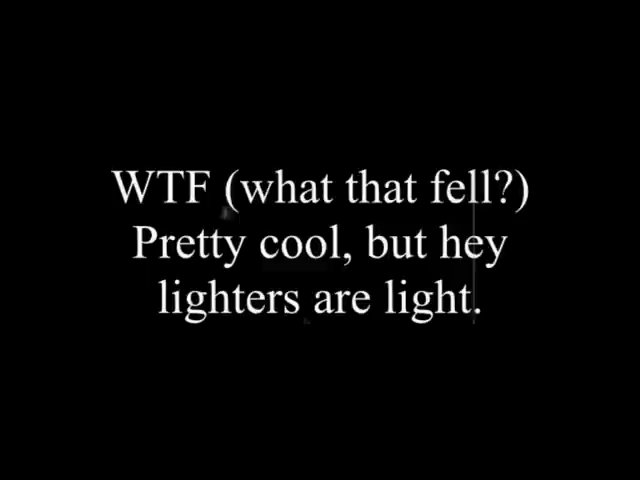 WTF (what that fell?)
Pretty cool, but hey
lighters are light.